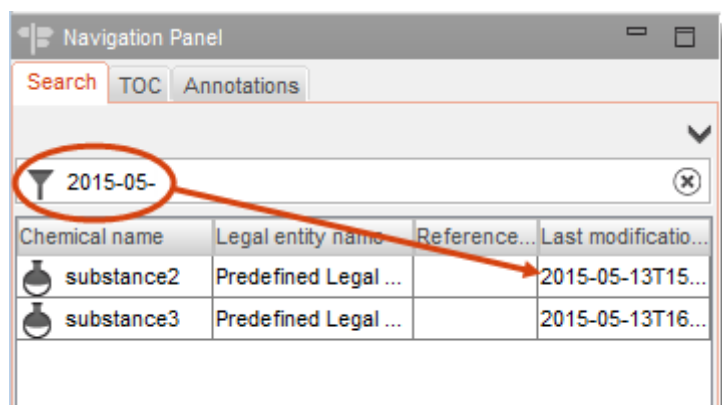 Navigation Panel
Search TOC Annotations
2015-05-
Chemical name Legal entity name Reference... Last modificatio...
substance2 Predefined Legal ... 2015-05-13T15...
substance3 Predefined Legal ... 2015-05-13T16...